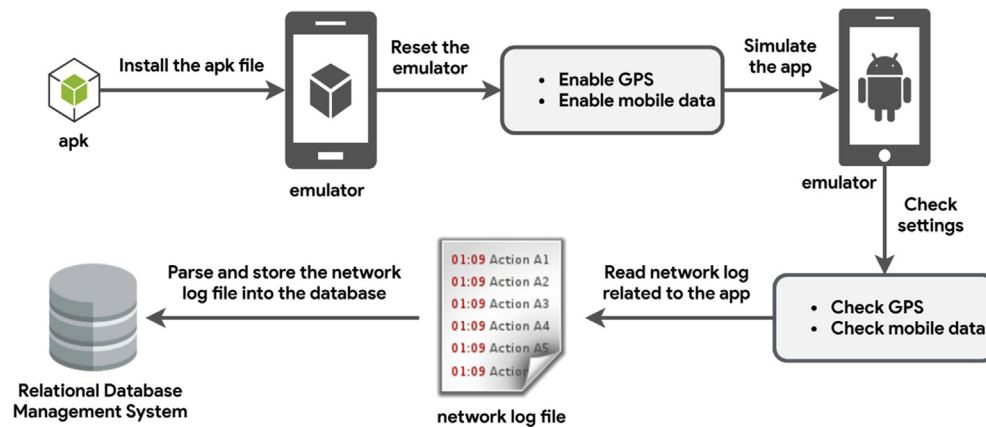 Install the apk file
apk
emulator
Reset the
emulator
• Enable GPS
• Enable mobile data
Simulate
the app
emulator
Check
settings
• Check GPS
• Check mobile data
Read network log
related to the app
01:09 Action A1
01:09 Action A2
01:09 Action A3
01:09 Action A4
01:09 Action A5
01:09 Action
network log file
Parse and store the network
log file into the database
Relational Database
Management System